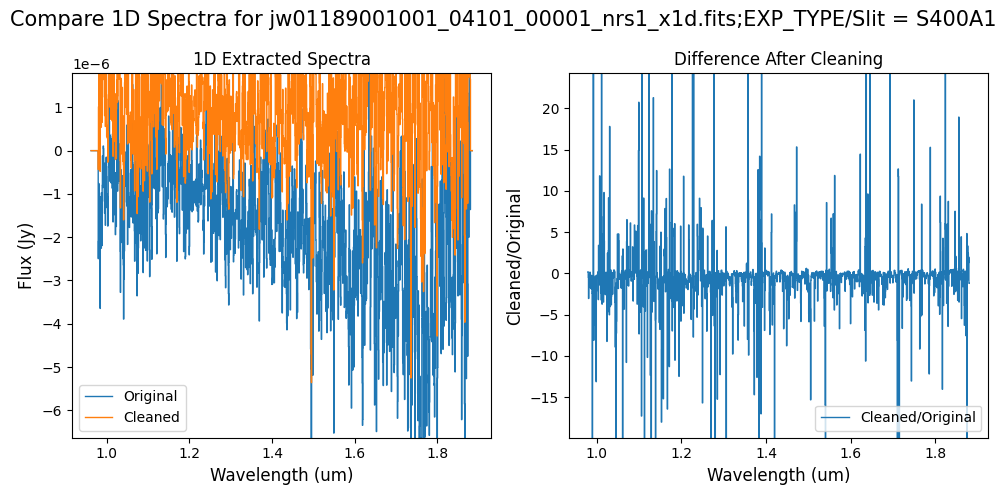 Compare 1D Spectra for jw01189001001_04101_00001_nrs1_x1d.fits;EXP_TYPE/Slit = S400A1
1D Extracted Spectra
1e−6
1
0
−1
−2
−3
−4
−5
−6
Flux (Jy)
Original
Cleaned
1.0
1.2
1.4
1.6
1.8
Wavelength (um)
Difference After Cleaning
20
15
10
5
0
−5
−10
−15
Cleaned/Original
Cleaned/Original
1.0
1.2
1.4
1.6
1.8
Wavelength (um)